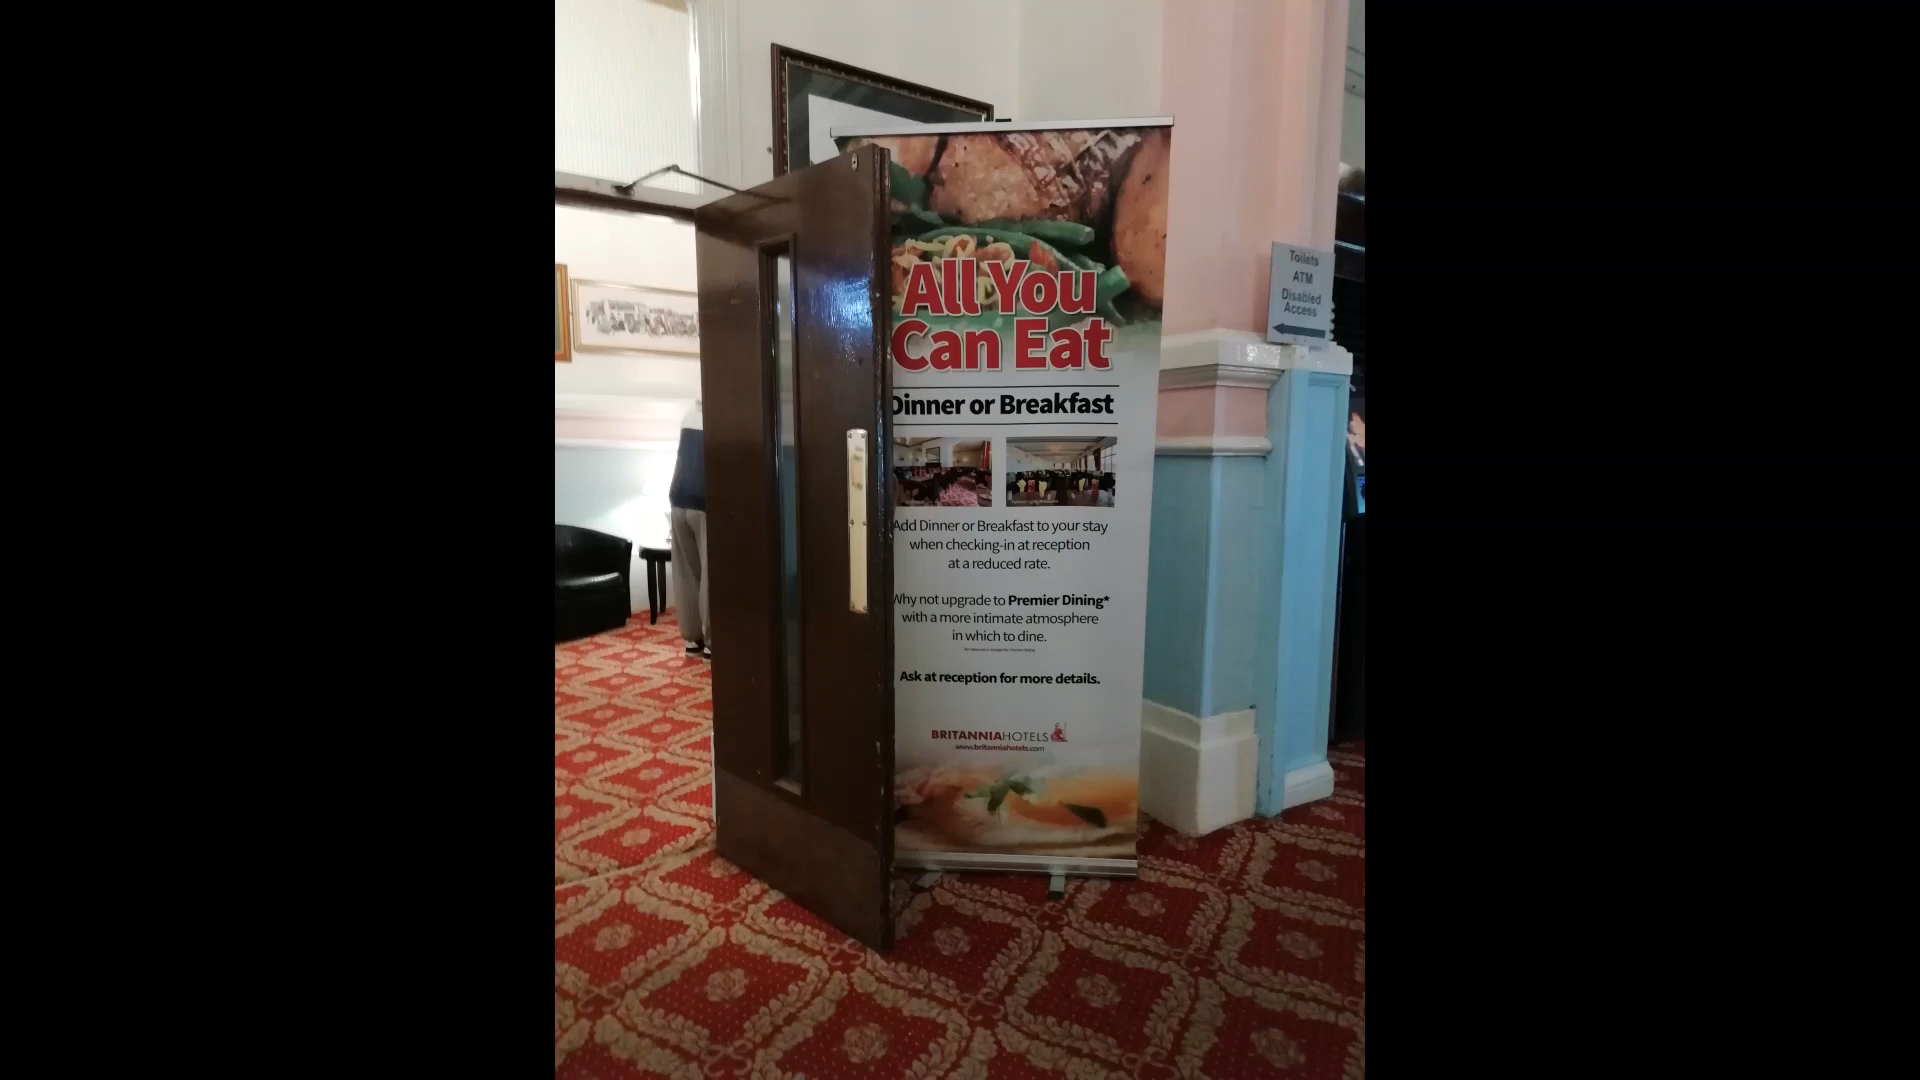 All You
Can Eat
Dinner or Breakfast
Add Dinner or Breakfast to your stay
when checking-in at reception
at a reduced rate.
Why not upgrade to Premier Dining*
with a more intimate atmosphere
in which to dine.
Ask at reception for more details.
BRITANNIAHOTELS
www.britanniahotels.com
Toilets
ATM
Disabled
Access